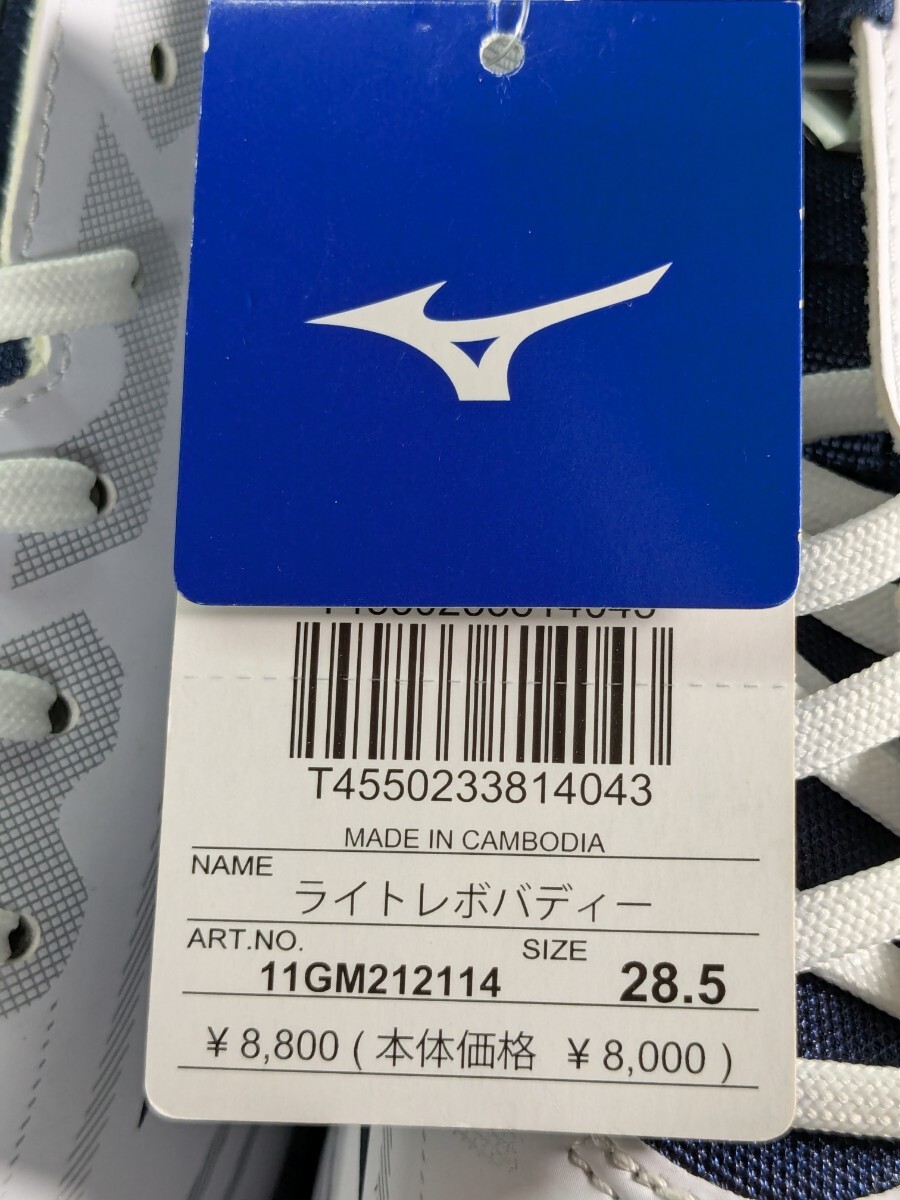 T4550233814043
MADE IN CAMBODIA
NAME
ライトレボバディー
ART.NO.
11GM212114
SIZE
28.5
¥8,800 ( 本体価格 ¥8,000 )